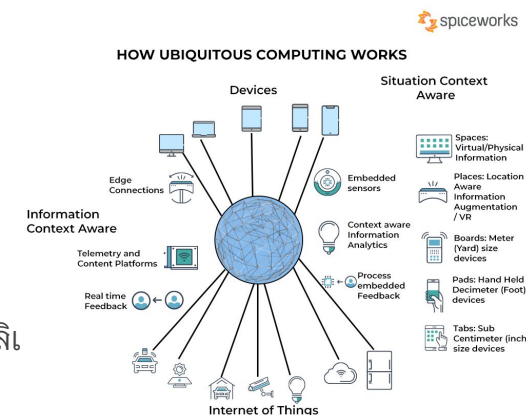 spiceworks
HOW UBIQUITOUS COMPUTING WORKS
Devices
Situation Context
Aware
Spaces:
Virtual/Physical
Information
Edge
Connections
Embedded
sensors
Places: Location
Aware
Information
Augmentation
/ VR
Information
Context Aware
Context aware
Information
Analytics
Boards: Meter
(Yard) size
devices
Telemetry and
Content Platforms
Process
embedded
Feedback
Pads: Hand Held
Decimeter (Foot)
devices
Real time
Feedback
Tabs: Sub
Centimeter (inch
size devices
Internet of Things